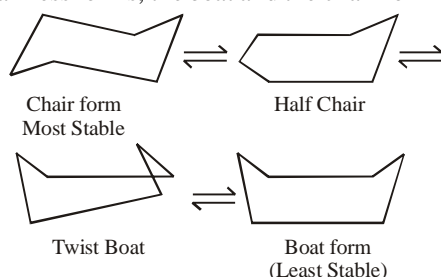 Chair form
Most Stable
Half Chair
Twist Boat
Boat form
(Least Stable)